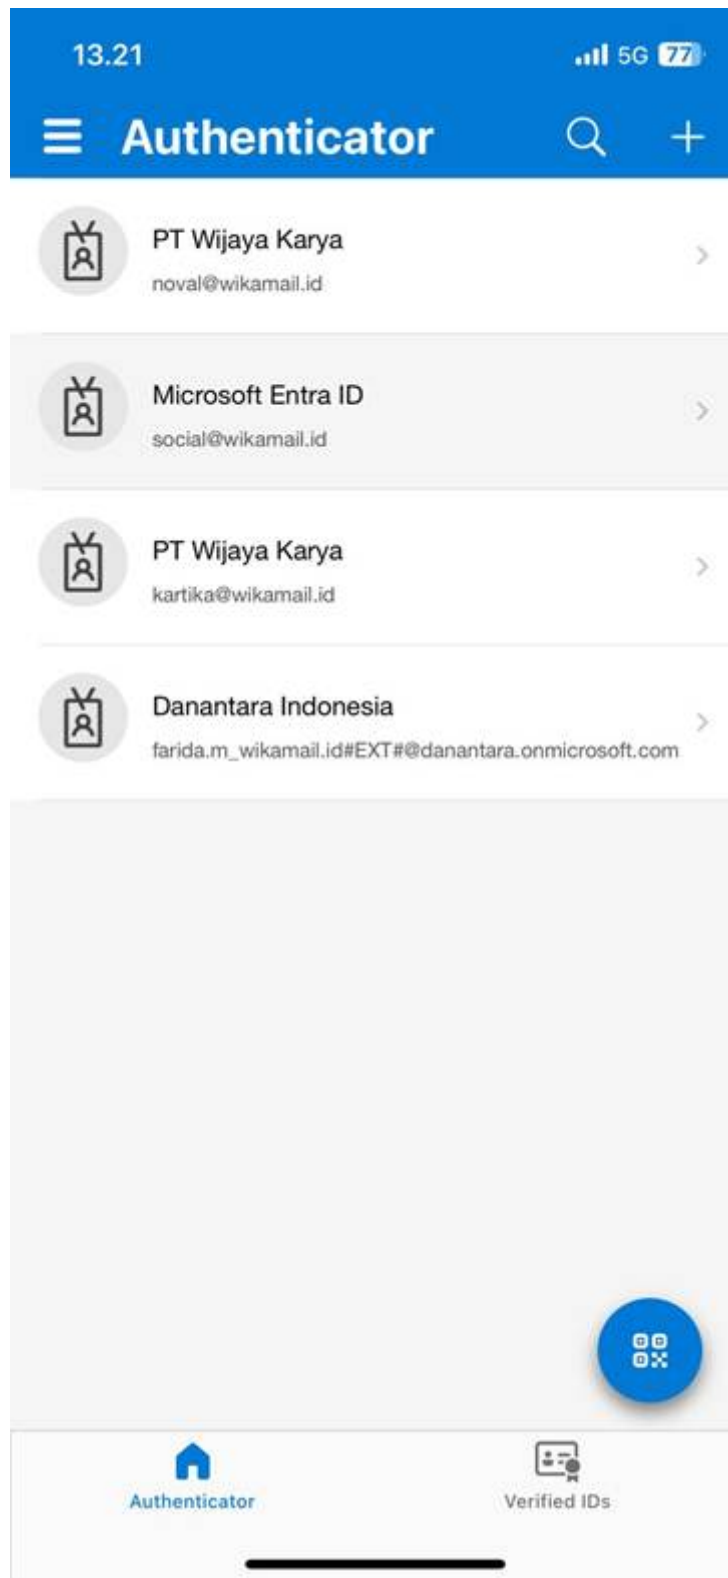 13.21
5G 77
Authenticator
PT Wijaya Karya
noval@wikamail.id
Microsoft Entra ID
social@wikamail.id
PT Wijaya Karya
kartika@wikamail.id
Danantara Indonesia
farida.m_wikamail.id#EXT#@danantara.onmicrosoft.com
Authenticator
Verified IDs